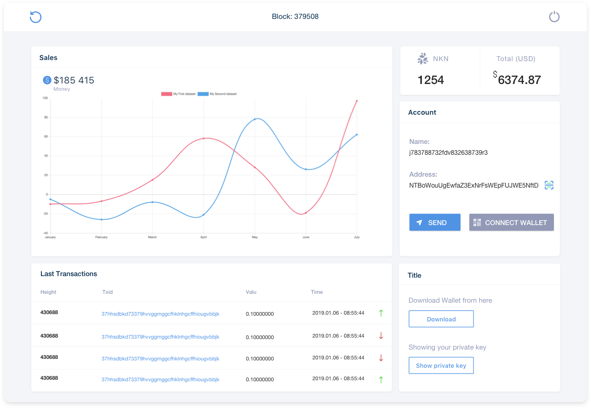 Block: 379508
Sales
$185 415
Money
My First dataset My Second dataset
100
80
60
40
20
0
-20
-40
January February March April May June July
NKN
1254
Total (USD)
$6374.87
Account
Name:
j783788732fdv832638739r3
Address:
NTBoWouUgEwfaZ3ExNrFsWEpFUJWE5NftD
SEND
CONNECT WALLET
Last Transactions
Height Txid Valu Time
430688 37hhsdbkd73379hvvggmggcfhklnhgcffhiougvblqjk 0.10000000 2019.01.06 - 08:55:44
430688 37hhsdbkd73379hvvggmggcfhklnhgcffhiougvblqjk 0.10000000 2019.01.06 - 08:55:44
430688 37hhsdbkd73379hvvggmggcfhklnhgcffhiougvblqjk 0.10000000 2019.01.06 - 08:55:44
430688 37hhsdbkd73379hvvggmggcfhklnhgcffhiougvblqjk 0.10000000 2019.01.06 - 08:55:44
Title
Download Wallet from here
Download
Showing your private key
Show private key